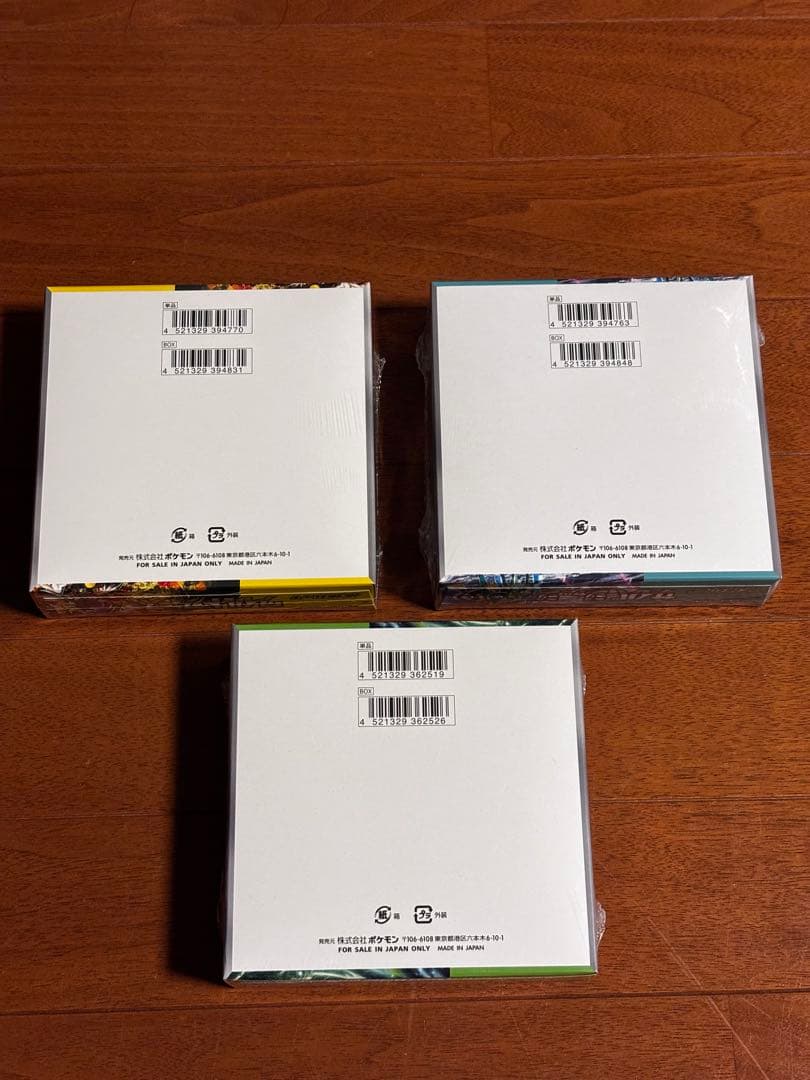 単品
4 521329 394770
BOX
4 521329 394831
紙 箱 プラ 外装
発売元 株式会社ポケモン 〒106-6108 東京都港区六本木6-10-1
FOR SALE IN JAPAN ONLY MADE IN JAPAN
単品
4 521329 394763
BOX
4 521329 394848
紙 箱 プラ 外装
発売元 株式会社ポケモン 〒106-6108 東京都港区六本木6-10-1
FOR SALE IN JAPAN ONLY MADE IN JAPAN
単品
4 521329 362519
BOX
4 521329 362526
紙 箱 プラ 外装
発売元 株式会社ポケモン 〒106-6108 東京都港区六本木6-10-1
FOR SALE IN JAPAN ONLY MADE IN JAPAN